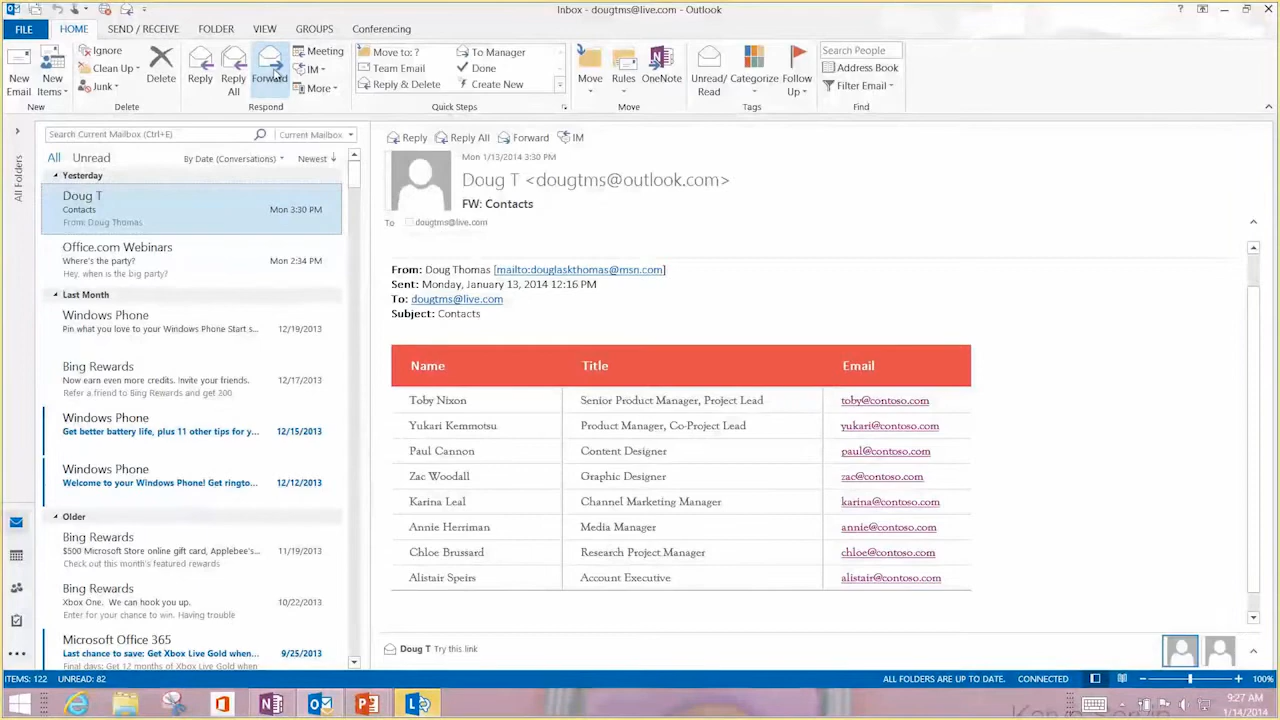 Inbox - dougtms@live.com - Outlook
FILE HOME SEND / RECEIVE FOLDER VIEW GROUPS Conferencing
New Email
New Items
New
Ignore
Clean Up
Junk
Delete
Delete
Reply
Reply All
Forward
Meeting
IM
More
Respond
Move to: ?
Team Email
Reply & Delete
To Manager
Done
Create New
Quick Steps
Move
Rules
OneNote
Move
Unread/ Read
Categorize
Follow Up
Tags
Search People
Address Book
Filter Email
Find
All Folders
Search Current Mailbox (Ctrl+E)
Current Mailbox
All Unread By Date (Conversations) Newest
Yesterday
Doug T
Contacts Mon 3:30 PM
From: Doug Thomas
Office.com Webinars
Where's the party? Mon 2:34 PM
Hey, when is the big party?
Last Month
Windows Phone
Pin what you love to your Windows Phone Start s... 12/19/2013
Bing Rewards
Now earn even more credits. Invite your friends. 12/17/2013
Refer a friend to Bing Rewards and get 200
Windows Phone
Get better battery life, plus 11 other tips for y... 12/15/2013
Windows Phone
Welcome to your Windows Phone! Get ringto... 12/12/2013
Older
Bing Rewards
$500 Microsoft Store online gift card, Applebee's... 11/19/2013
Check out this month's featured rewards
Bing Rewards
Xbox One. We can hook you up. 10/22/2013
Enter for your chance to win. Having trouble
Microsoft Office 365
Last chance to save: Get Xbox Live Gold when... 9/25/2013
Final days: Get 12 months of Xbox Live Gold when
Reply Reply All Forward IM
Mon 1/13/2014 3:30 PM
Doug T <dougtms@outlook.com>
FW: Contacts
To dougtms@live.com
From: Doug Thomas [mailto:douglaskthomas@msn.com]
Sent: Monday, January 13, 2014 12:16 PM
To: dougtms@live.com
Subject: Contacts
Name Title Email
Toby Nixon Senior Product Manager, Project Lead toby@contoso.com
Yukari Kemmotsu Product Manager, Co-Project Lead yukari@contoso.com
Paul Cannon Content Designer paul@contoso.com
Zac Woodall Graphic Designer zac@contoso.com
Karina Leal Channel Marketing Manager karina@contoso.com
Annie Herriman Media Manager annie@contoso.com
Chloe Brussard Research Project Manager chloe@contoso.com
Alistair Speirs Account Executive alistair@contoso.com
Doug T Try this link
ITEMS: 122 UNREAD: 82
ALL FOLDERS ARE UP TO DATE. CONNECTED 100%
9:27 AM
1/14/2014